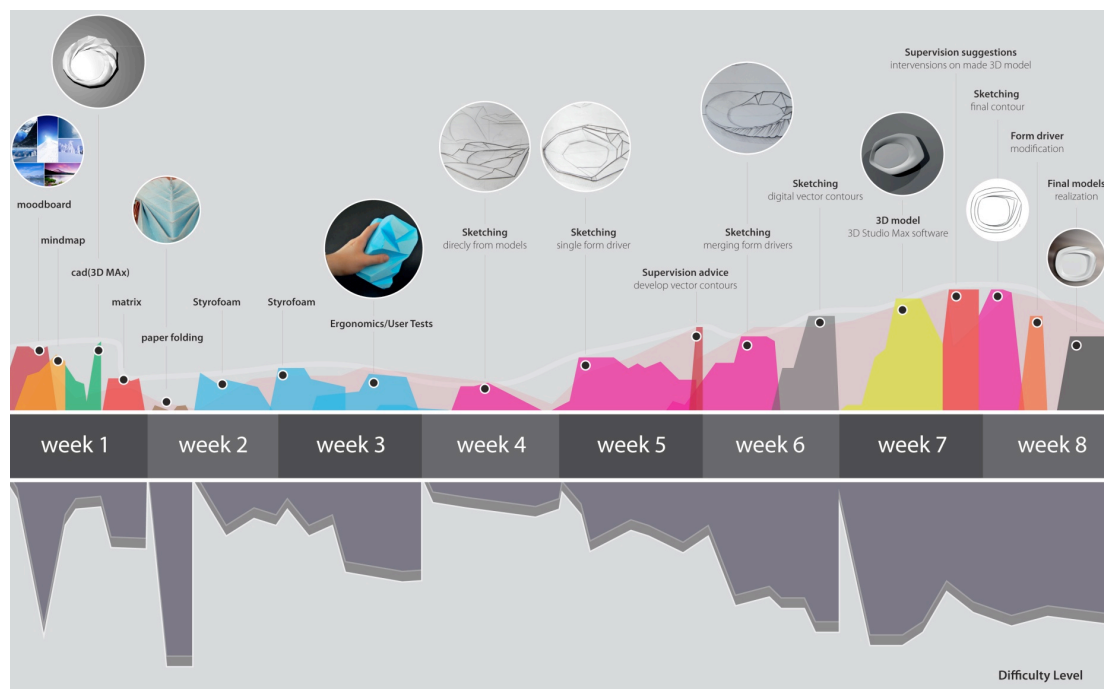 Supervision suggestions
intervensions on made 3D model
Sketching
final contour
Form driver
modification
Sketching
digital vector contours
Final models
realization
moodboard
3D model
3D Studio Max software
mindmap
Sketching
direcly from models
Sketching
single form driver
Sketching
merging form drivers
cad(3D MAx)
Supervision advice
develop vector contours
matrix
Styrofoam
Styrofoam
Ergonomics/User Tests
paper folding
week 1
week 2
week 3
week 4
week 5
week 6
week 7
week 8
Difficulty Level